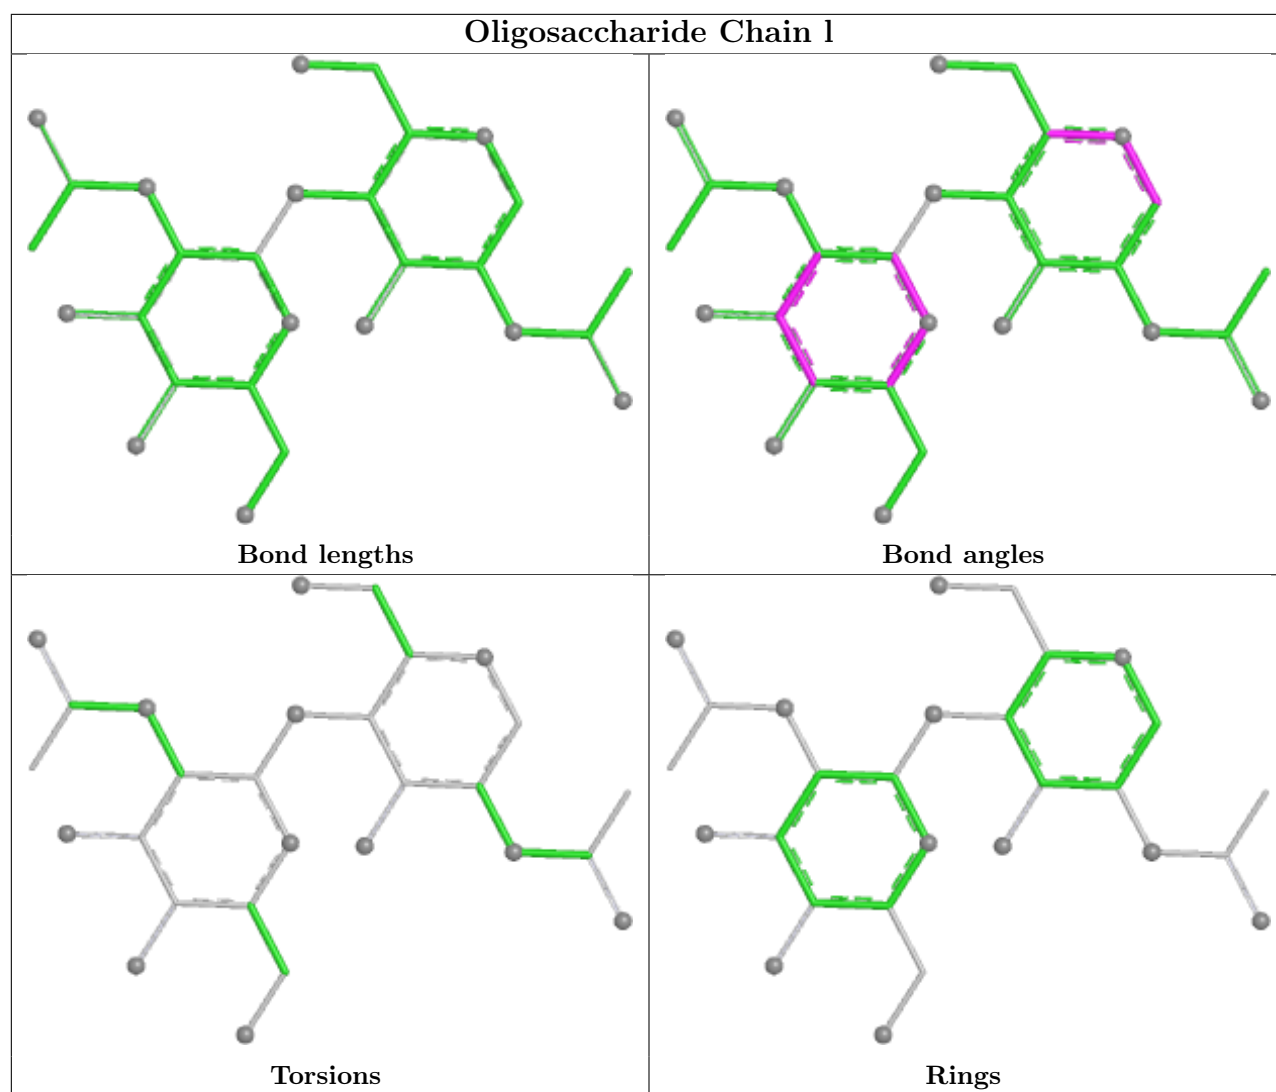 Oligosaccharide Chain l
Bond lengths
Bond angles
Torsions
Rings